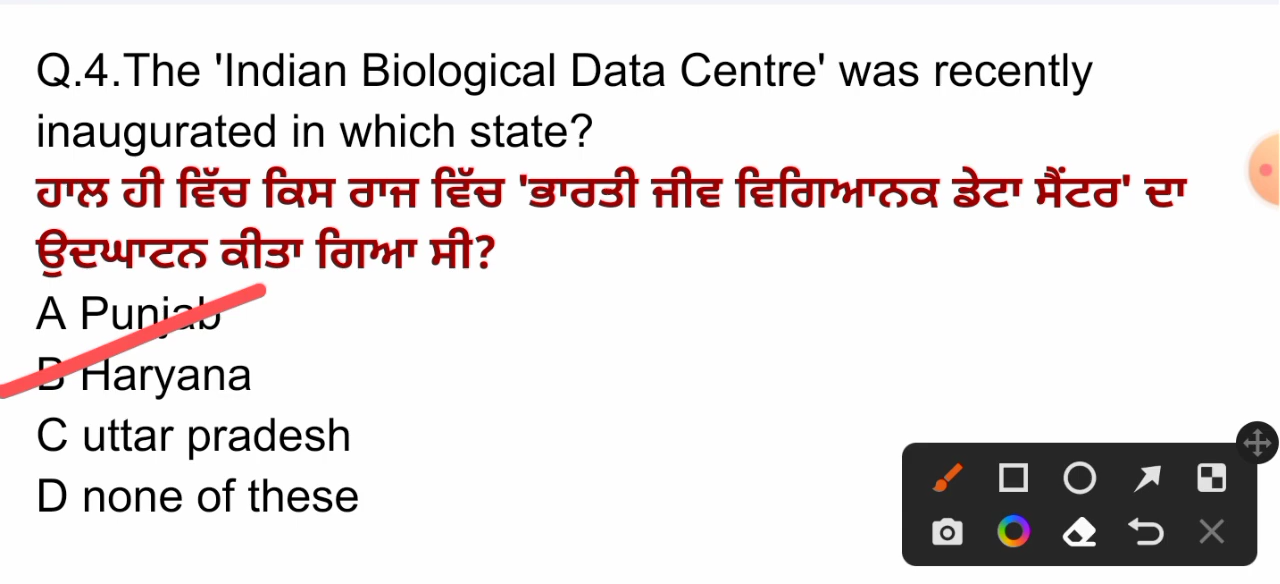 Q.4.The 'Indian Biological Data Centre' was recently
inaugurated in which state?
ਹਾਲ ਹੀ ਵਿੱਚ ਕਿਸ ਰਾਜ ਵਿੱਚ 'ਭਾਰਤੀ ਜੀਵ ਵਿਗਿਆਨਕ ਡੇਟਾ ਸੈਂਟਰ' ਦਾ
ਉਦਘਾਟਨ ਕੀਤਾ ਗਿਆ ਸੀ?
A Punjab
B Haryana
C uttar pradesh
D none of these